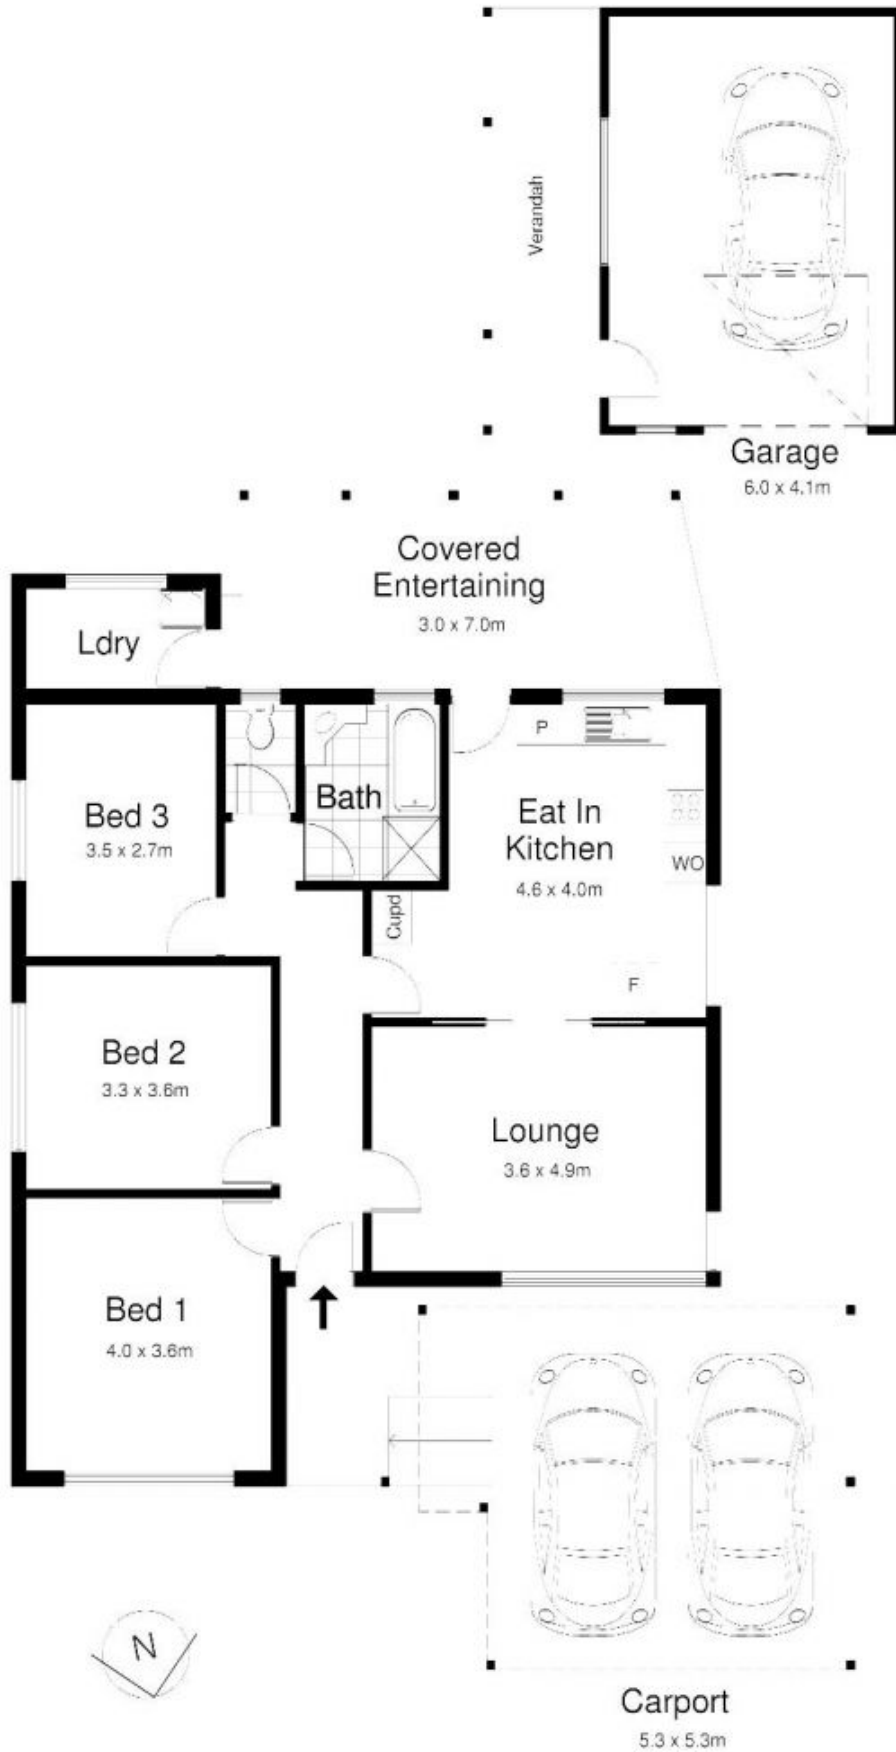 Verandah
Garage
6.0 x 4.1m
Covered
Entertaining
3.0 x 7.0m
Ldry
P
Bed 3
3.5 x 2.7m
Bath
Eat In
Kitchen
4.6 x 4.0m
WO
Cupd
F
Bed 2
3.3 x 3.6m
Lounge
3.6 x 4.9m
Bed 1
4.0 x 3.6m
N
Carport
5.3 x 5.3m